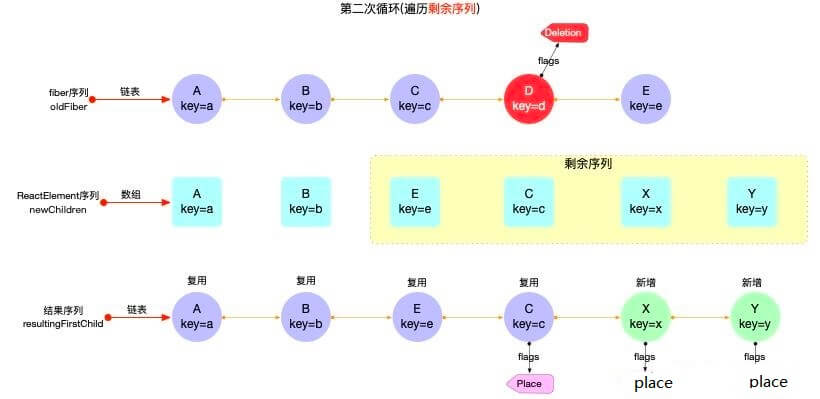 第二次循环(遍历剩余序列)
Deletion
flags
fiber序列
oldFiber
链表
A
key=a
B
key=b
C
key=c
D
key=d
E
key=e
剩余序列
ReactElement序列
newChildren
数组
A
key=a
B
key=b
E
key=e
C
key=c
X
key=x
Y
key=y
复用
复用
复用
复用
新增
新增
结果序列
resultingFirstChild
链表
A
key=a
B
key=b
E
key=e
C
key=c
X
key=x
Y
key=y
flags
flags
flags
Place
place
place